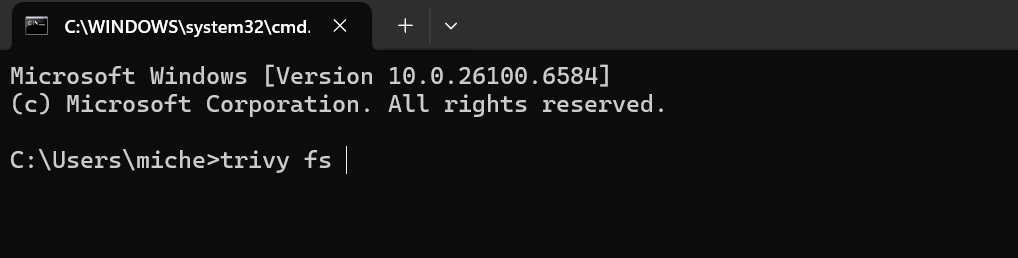 C:\WINDOWS\system32\cmd.
Microsoft Windows [Version 10.0.26100.6584]
(c) Microsoft Corporation. All rights reserved.
C:\Users\miche>trivy fs